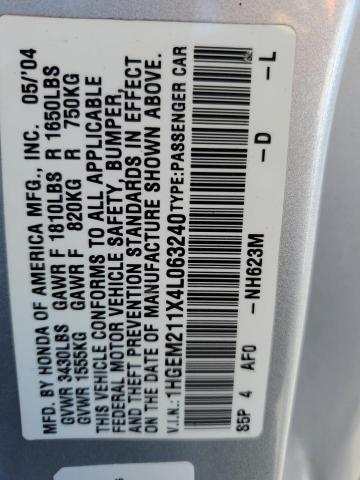 MFD. BY HONDA OF AMERICA MFG., INC. 05/'04
GVWR 3430LBS GAWR F 1810LBS R 1650LBS
GVWR 1555KG GAWR F 820KG R 750KG
THIS VEHICLE CONFORMS TO ALL APPLICABLE
FEDERAL MOTOR VEHICLE SAFETY, BUMPER,
AND THEFT PREVENTION STANDARDS IN EFFECT
ON THE DATE OF MANUFACTURE SHOWN ABOVE.
V.I.N.: 1HGEM211X4L063240 TYPE: PASSENGER CAR
S5P 4 AF0 -NH623M -D -L